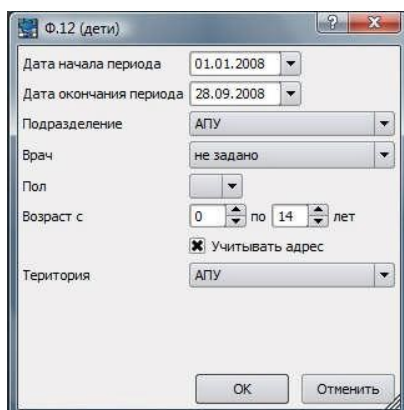 Ф.12 (дети)
Дата начала периода 01.01.2008
Дата окончания периода 28.09.2008
Подразделение АПУ
Врач не задано
Пол
Возраст с 0 по 14 лет
Учитывать адрес
Територия АПУ
OK Отменить